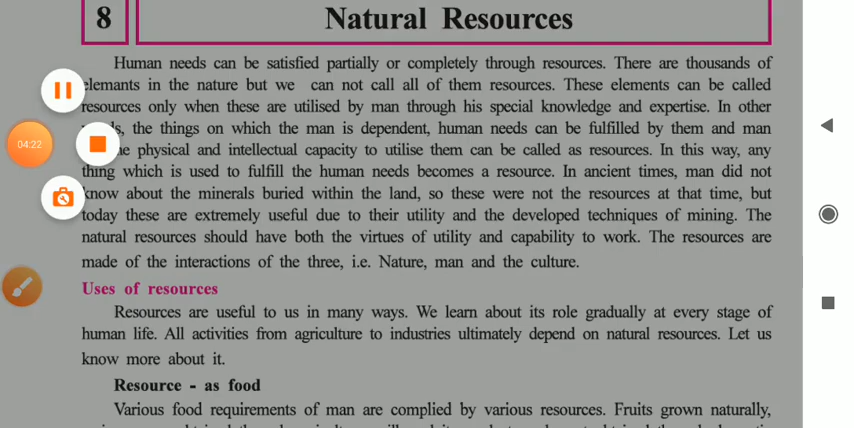 8
Natural Resources
Human needs can be satisfied partially or completely through resources. There are thousands of
elemants in the nature but we can not call all of them resources. These elements can be called
resources only when these are utilised by man through his special knowledge and expertise. In other
the things on which the man is dependent, human needs can be fulfilled by them and man
physical and intellectual capacity to utilise them can be called as resources. In this way, any
thing which is used to fulfill the human needs becomes a resource. In ancient times, man did not
know about the minerals buried within the land, so these were not the resources at that time, but
today these are extremely useful due to their utility and the developed techniques of mining. The
natural resources should have both the virtues of utility and capability to work. The resources are
made of the interactions of the three, i.e. Nature, man and the culture.
Uses of resources
Resources are useful to us in many ways. We learn about its role gradually at every stage of
human life. All activities from agriculture to industries ultimately depend on natural resources. Let us
know more about it.
Resource - as food
Various food requirements of man are complied by various resources. Fruits grown naturally,
04:22